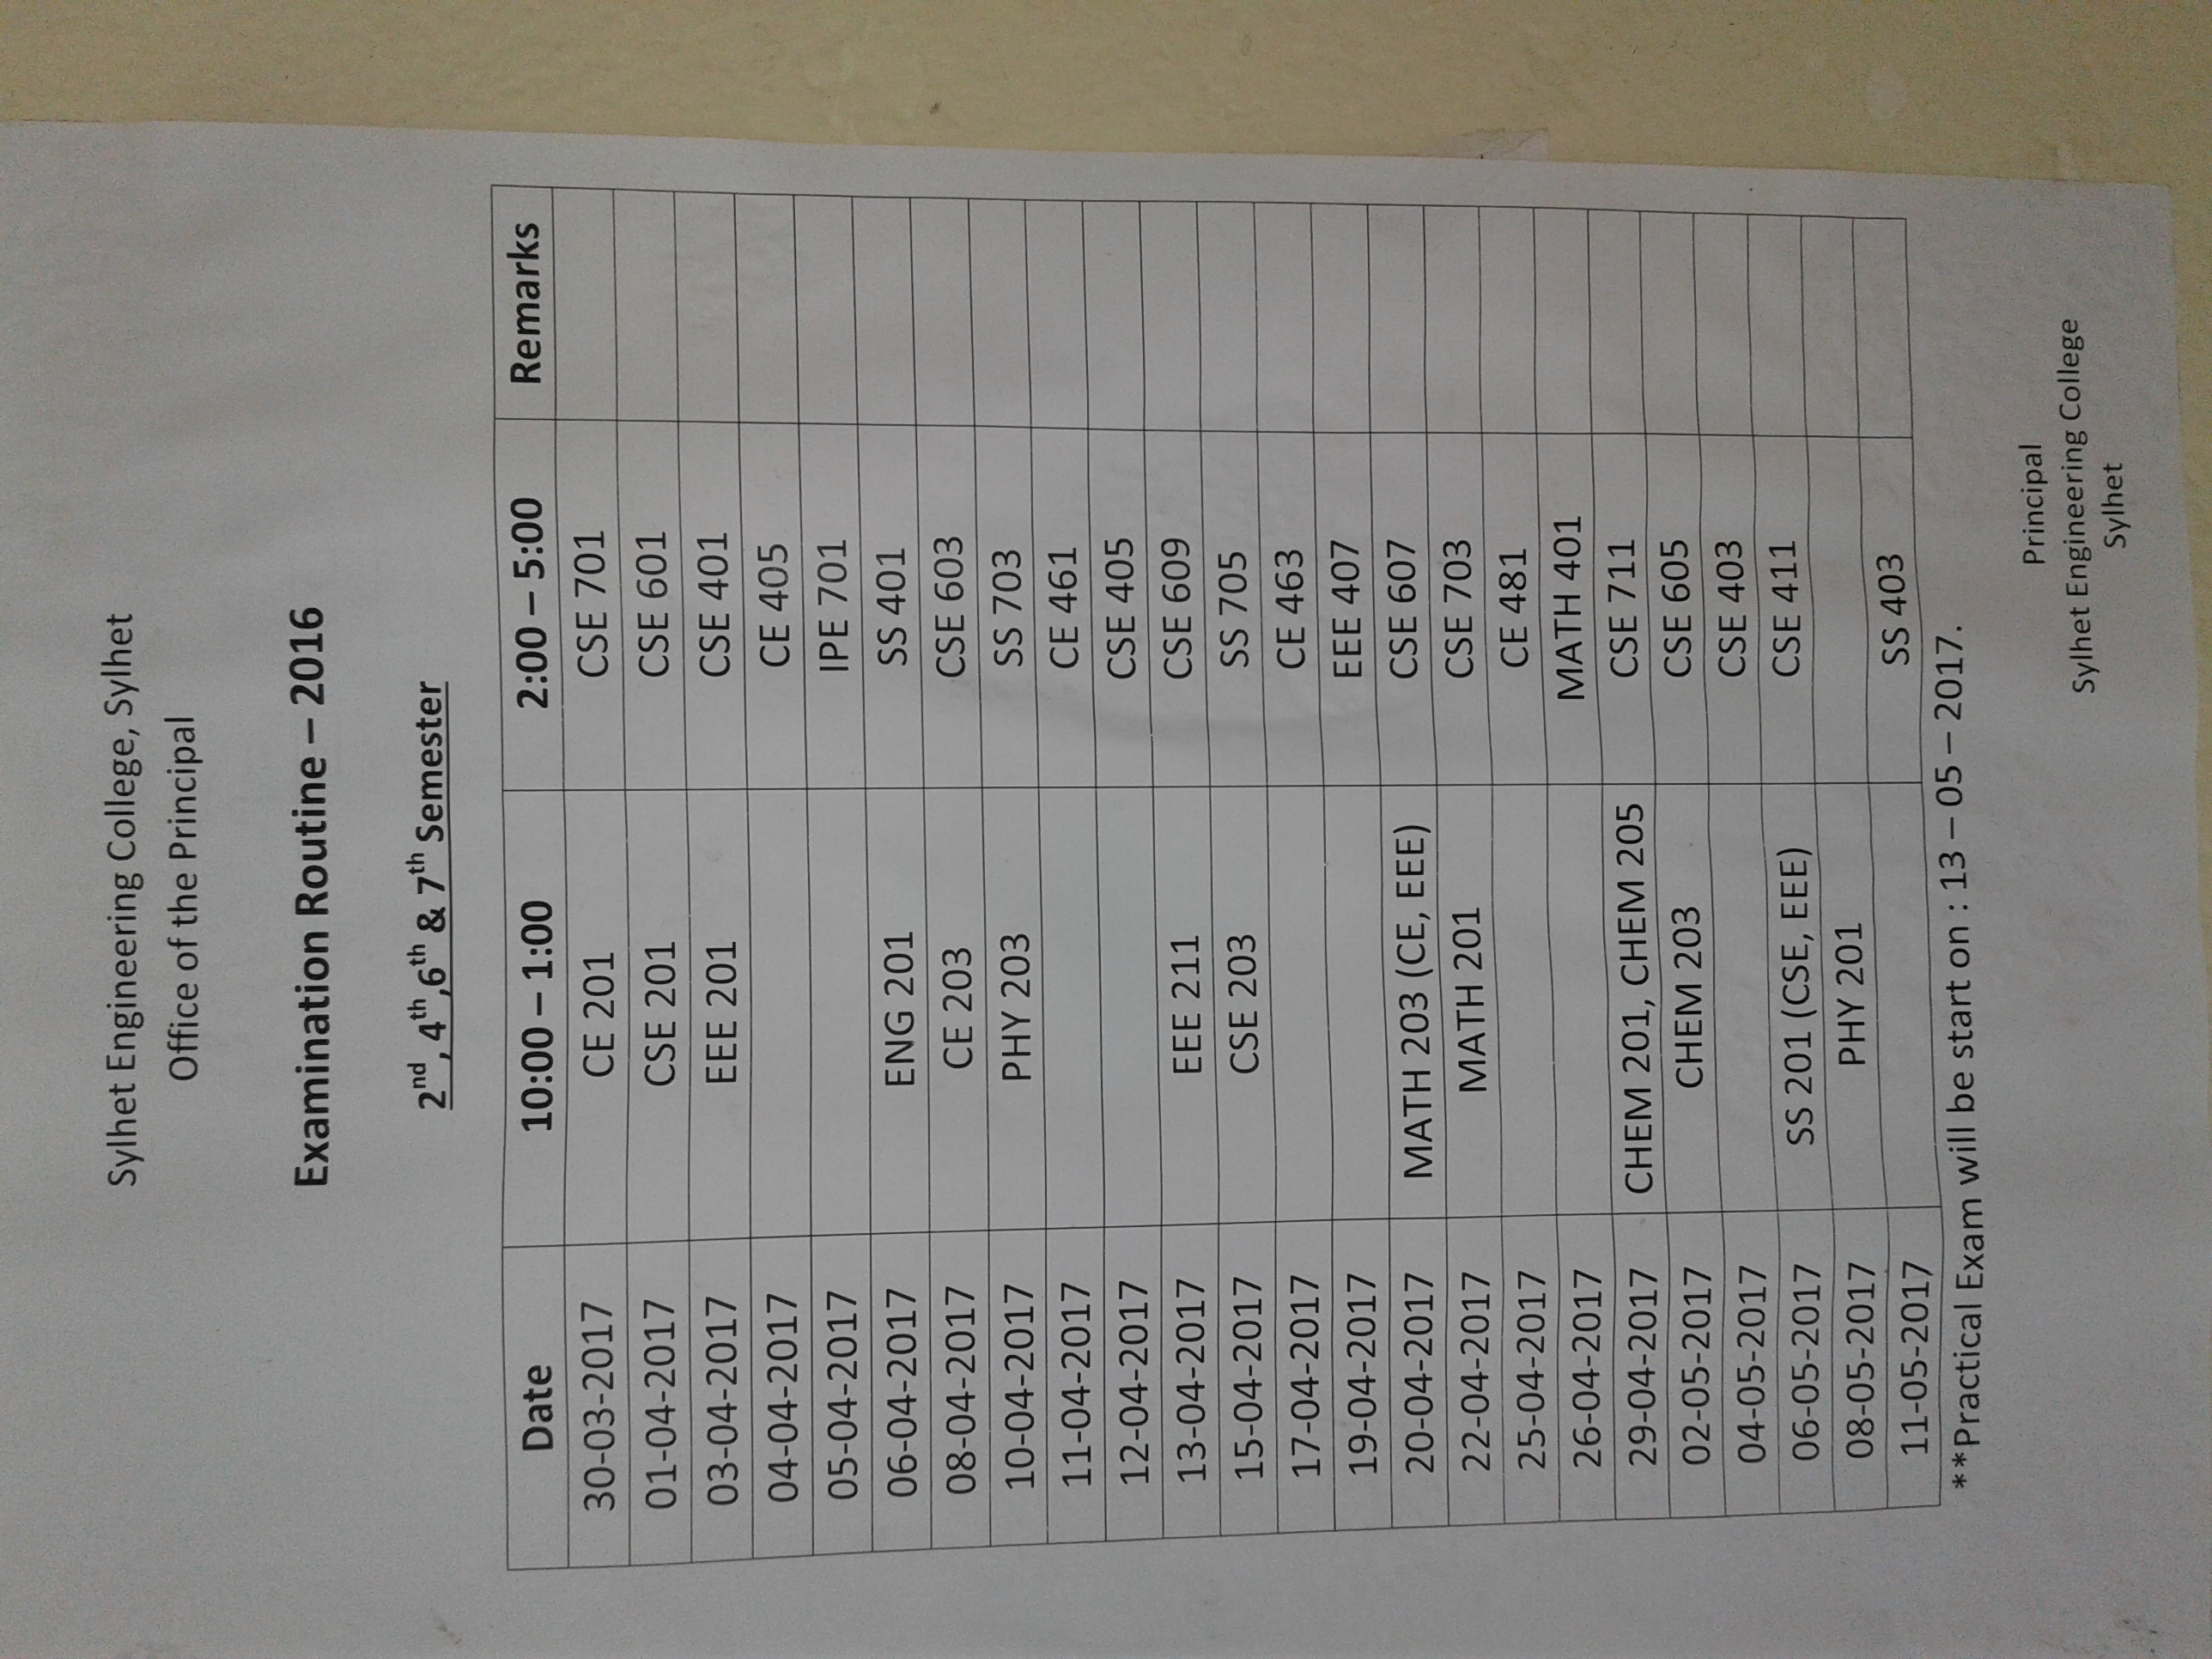 Sylhet Engineering College, Sylhet
Office of the Principal
Examination Routine – 2016
2nd, 4th,6th & 7th Semester
Date 10:00 – 1:00 2:00 – 5:00 Remarks
30-03-2017 CE 201 CSE 701
01-04-2017 CSE 201 CSE 601
03-04-2017 EEE 201 CSE 401
04-04-2017 CE 405
05-04-2017 IPE 701
06-04-2017 ENG 201 SS 401
08-04-2017 CE 203 CSE 603
10-04-2017 PHY 203 SS 703
11-04-2017 CE 461
12-04-2017 CSE 405
13-04-2017 EEE 211 CSE 609
15-04-2017 CSE 203 SS 705
17-04-2017 CE 463
19-04-2017 EEE 407
20-04-2017 MATH 203 (CE, EEE) CSE 607
22-04-2017 MATH 201 CSE 703
25-04-2017 CE 481
26-04-2017 MATH 401
29-04-2017 CHEM 201, CHEM 205 CSE 711
02-05-2017 CHEM 203 CSE 605
04-05-2017 CSE 403
06-05-2017 SS 201 (CSE, EEE) CSE 411
08-05-2017 PHY 201
11-05-2017 SS 403
**Practical Exam will be start on : 13 – 05 – 2017.
Principal
Sylhet Engineering College
Sylhet